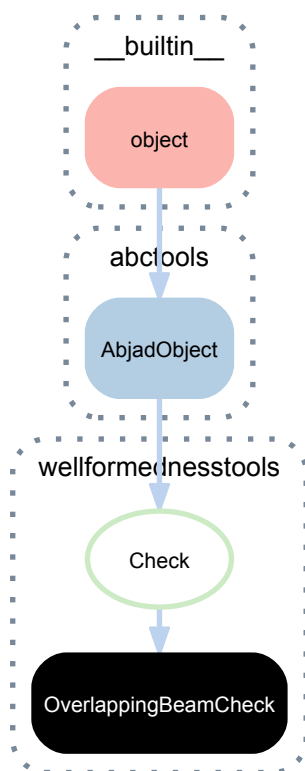 __builtin__
object
abctools
AbjadObject
wellformednesstools
Check
OverlappingBeamCheck